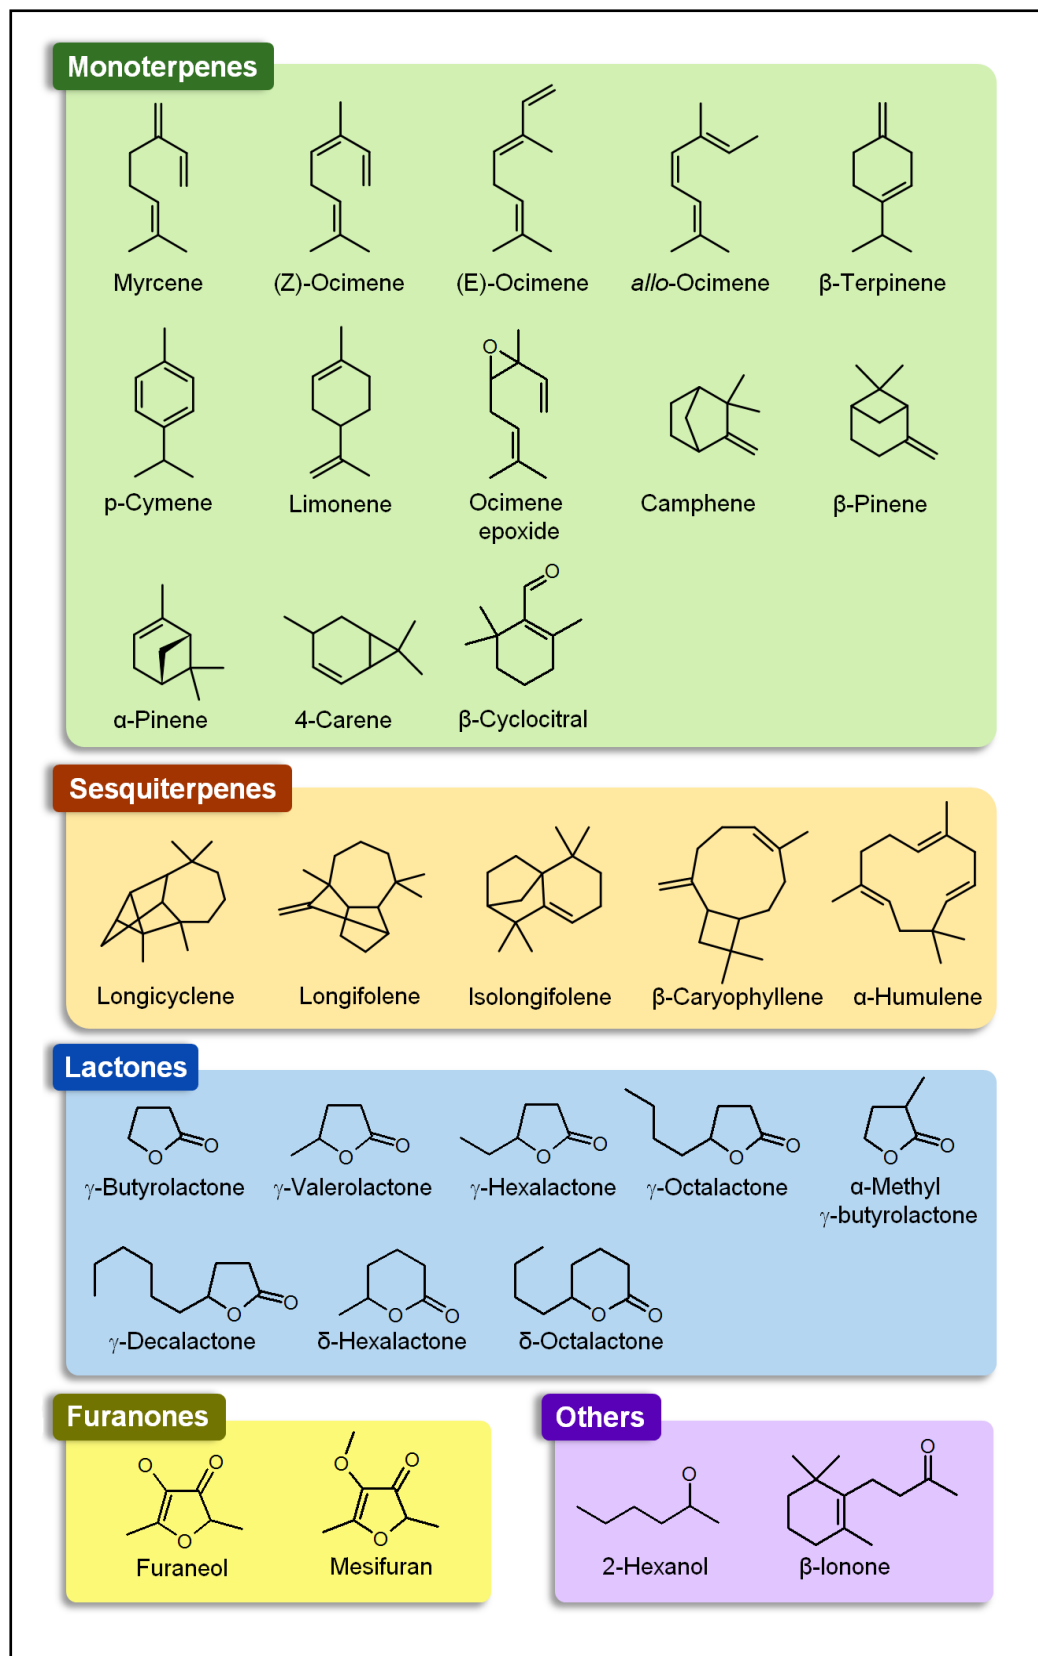 Monoterpenes
Myrcene
(Z)-Ocimene
(E)-Ocimene
allo-Ocimene
β-Terpinene
O
p-Cymene
Limonene
Ocimene
epoxide
Camphene
β-Pinene
O
α-Pinene
4-Carene
β-Cyclocitral
Sesquiterpenes
Longicyclene
Longifolene
Isolongifolene
β-Caryophyllene
α-Humulene
Lactones
O O
O O
O O
O O
O O
γ-Butyrolactone
γ-Valerolactone
γ-Hexalactone
γ-Octalactone
α-Methyl
γ-butyrolactone
O O
O O
O O
γ-Decalactone
δ-Hexalactone
δ-Octalactone
Furanones
O O
O
O O
O
Furaneol
Mesifuran
Others
O
O
2-Hexanol
β-Ionone